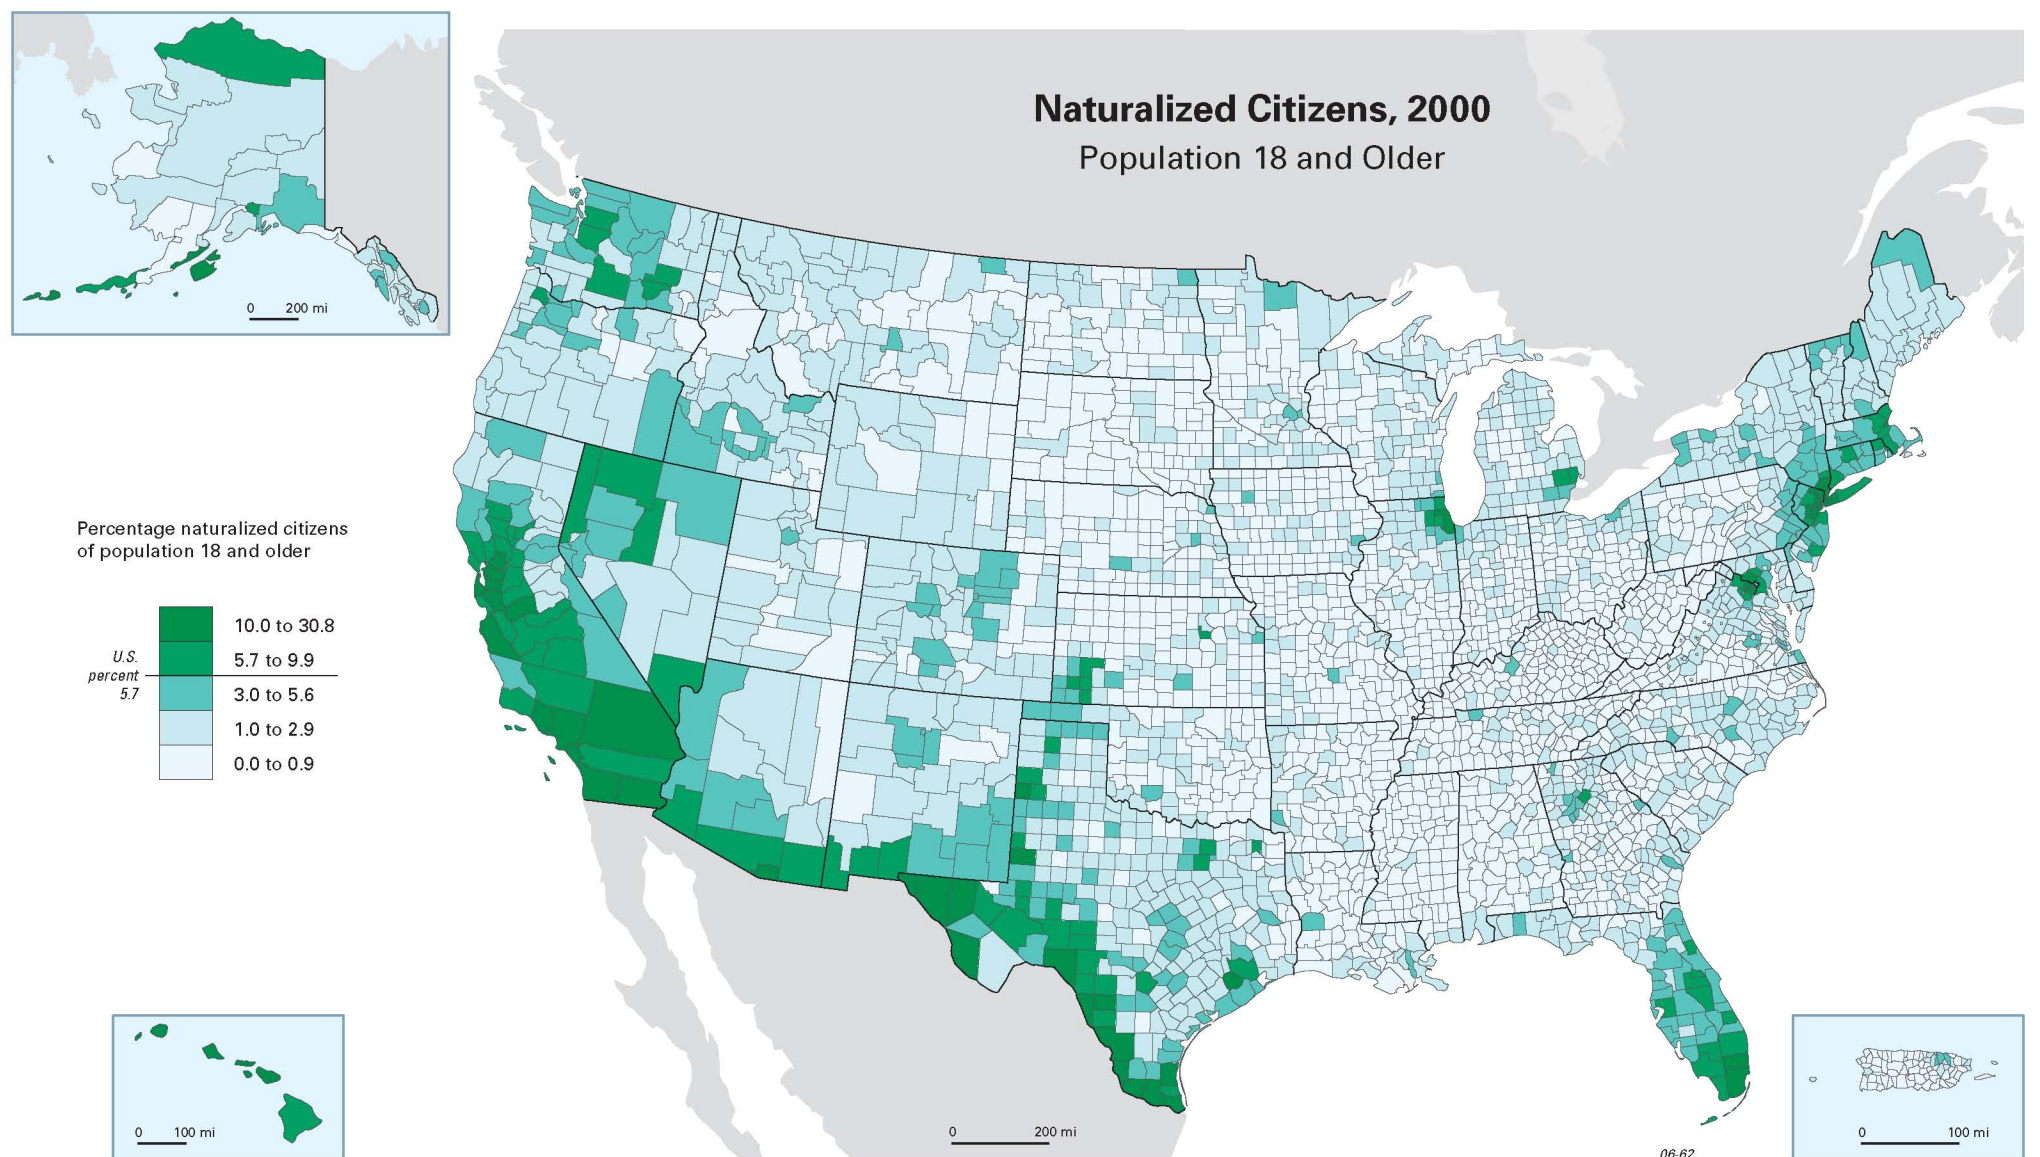 Naturalized Citizens, 2000
Population 18 and Older
0 200 mi
Percentage naturalized citizens
of population 18 and older
10.0 to 30.8
5.7 to 9.9
U.S.
percent
5.7
3.0 to 5.6
1.0 to 2.9
0.0 to 0.9
0 100 mi
0 200 mi
0 100 mi
06-62